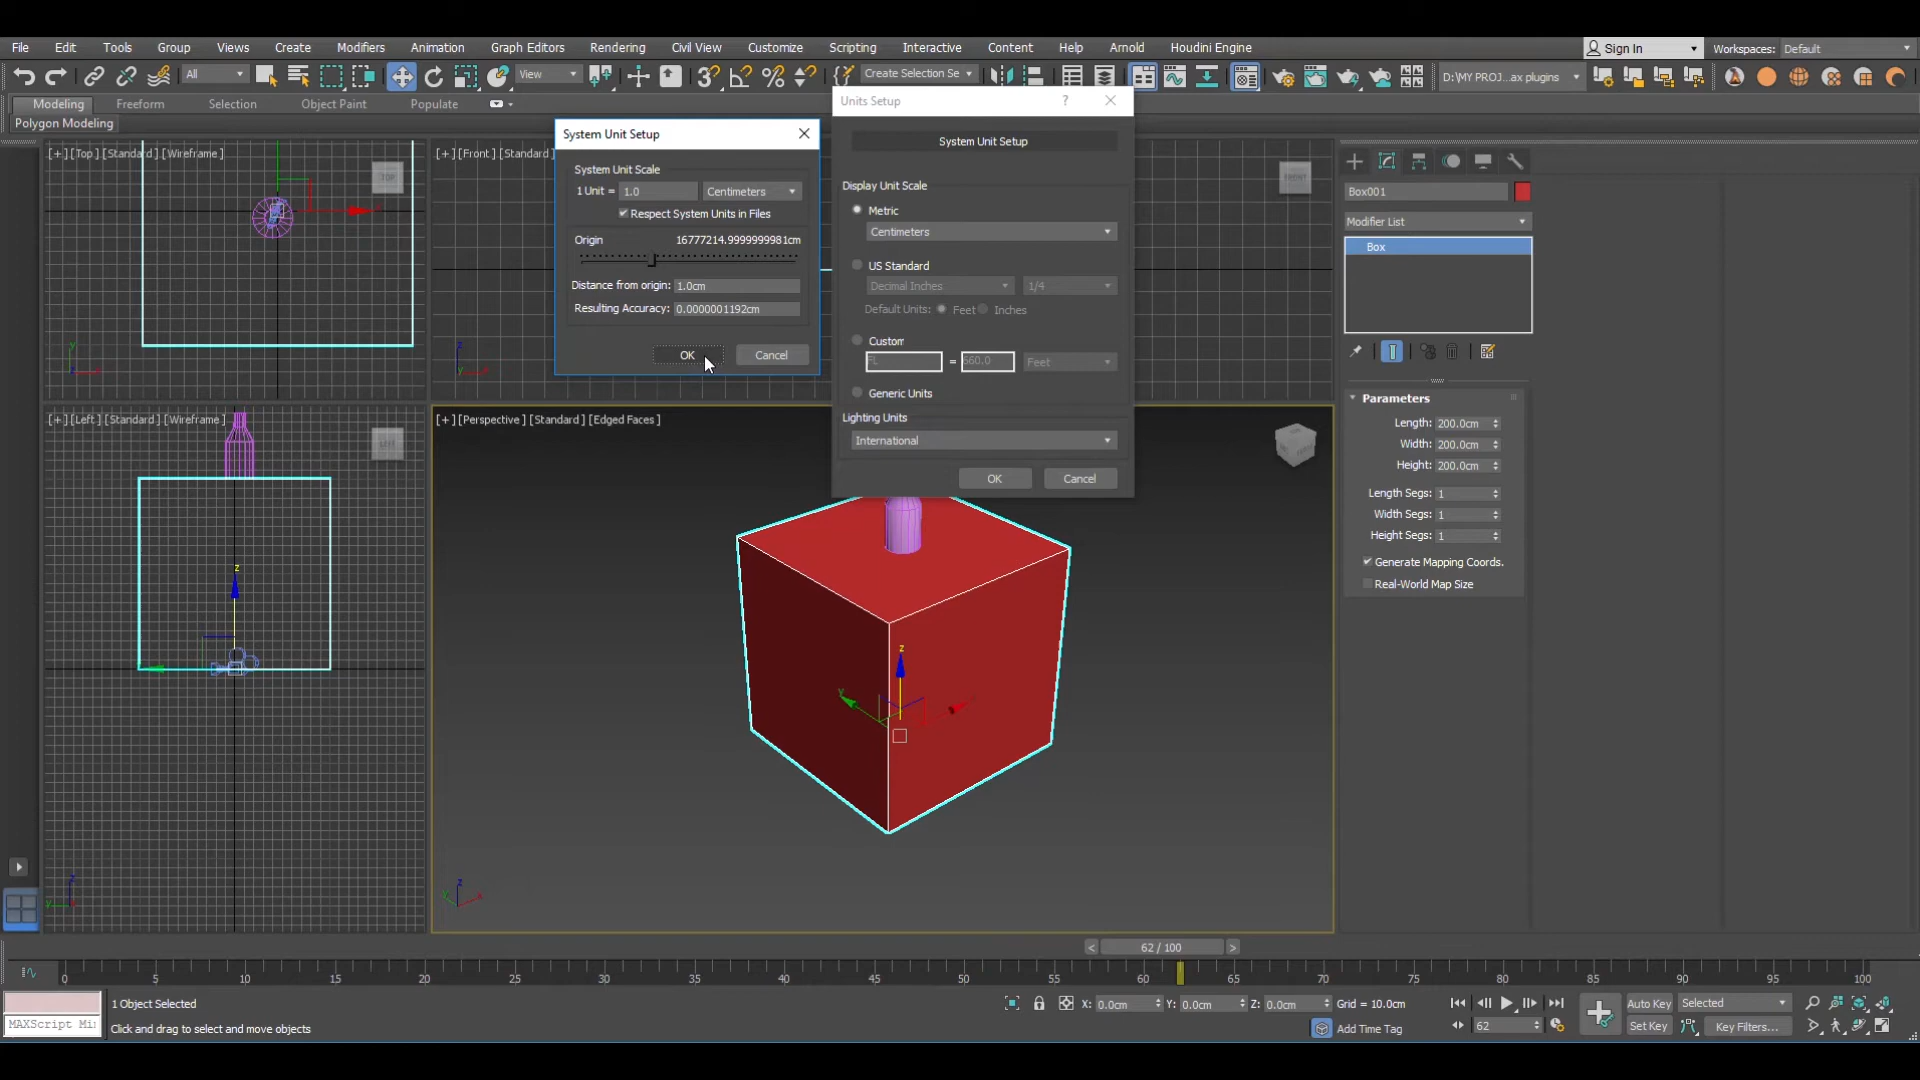 File Edit Tools Group Views Create Modifiers Animation Graph Editors Rendering Civil View Customize Scripting Interactive Content Help Arnold Houdini Engine Sign In Workspaces: Default
All View Create Selection Se D:\MY PROJ...ax plugins
Modeling Freeform Selection Object Paint Populate
Polygon Modeling
[+] [Top] [Standard] [Wireframe]
TOP
[+] [Front] [Standard]
FRONT
System Unit Setup
System Unit Scale
1 Unit = 1.0 Centimeters
Respect System Units in Files
Origin 16777214.9999999981cm
Distance from origin: 1.0cm
Resulting Accuracy: 0.0000001192cm
OK Cancel
Units Setup ?
System Unit Setup
Display Unit Scale
Metric
Centimeters
US Standard
Decimal Inches 1/4
Default Units: Feet Inches
Custom
FL = 660.0 Feet
Generic Units
Lighting Units
International
OK Cancel
Box001
Modifier List
Box
Parameters
Length: 200.0cm
Width: 200.0cm
Height: 200.0cm
Length Segs: 1
Width Segs: 1
Height Segs: 1
Generate Mapping Coords.
Real-World Map Size
[+] [Left] [Standard] [Wireframe]
LEFT
z
[+] [Perspective] [Standard] [Edged Faces]
z
y
< 62 / 100 >
0 5 10 15 20 25 30 35 40 45 50 55 60 65 70 75 80 85 90 95 100
1 Object Selected X: 0.0cm Y: 0.0cm Z: 0.0cm Grid = 10.0cm Auto Key Selected
MAXScript Mi Click and drag to select and move objects Add Time Tag 62 Set Key Key Filters...